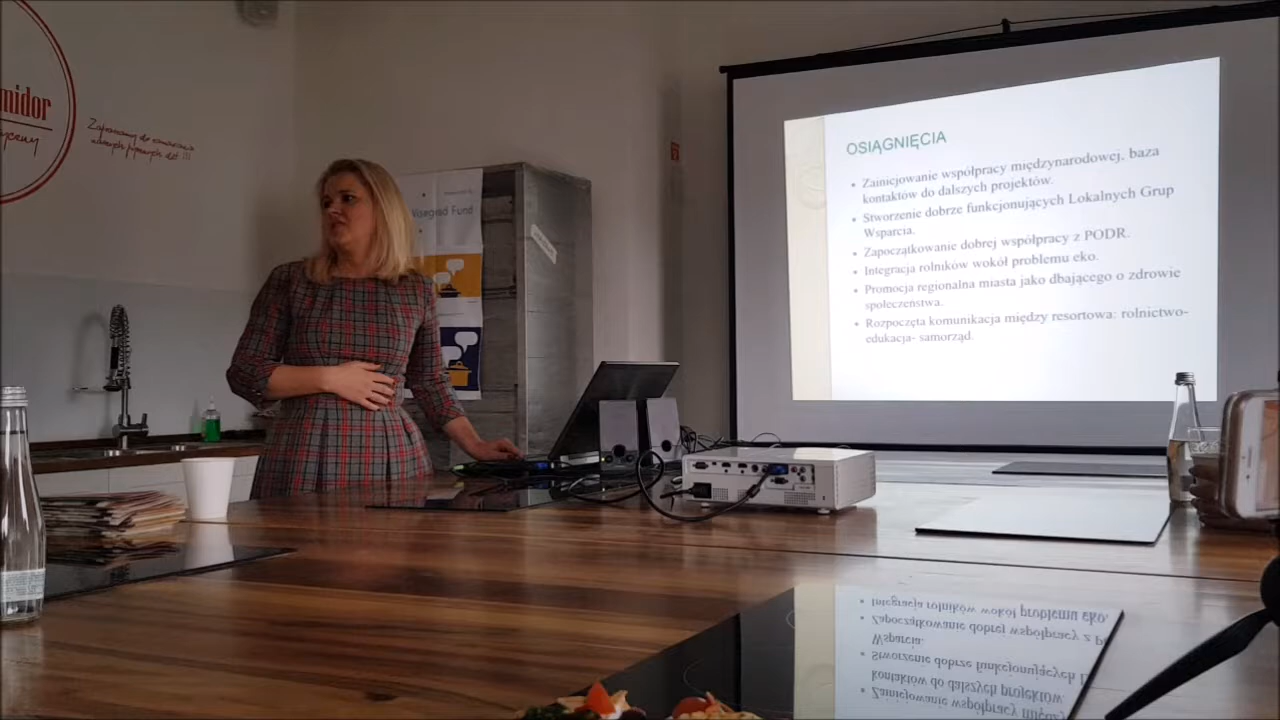 midor
Zapraszamy do
Visegrad Fund
OSIĄGNIĘCIA
• Zainicjowanie współpracy międzynarodowej, baza
kontaktów do dalszych projektów.
• Stworzenie dobrze funkcjonujących Lokalnych Grup
Wsparcia.
• Zapoczątkowanie dobrej współpracy z PODR.
• Integracja rolników wokół problemu eko.
• Promocja regionalna miasta jako dbającego o zdrowie
społeczeństwa.
• Rozpoczęta komunikacja między resortowa: rolnictwo-
edukacja- samorząd.